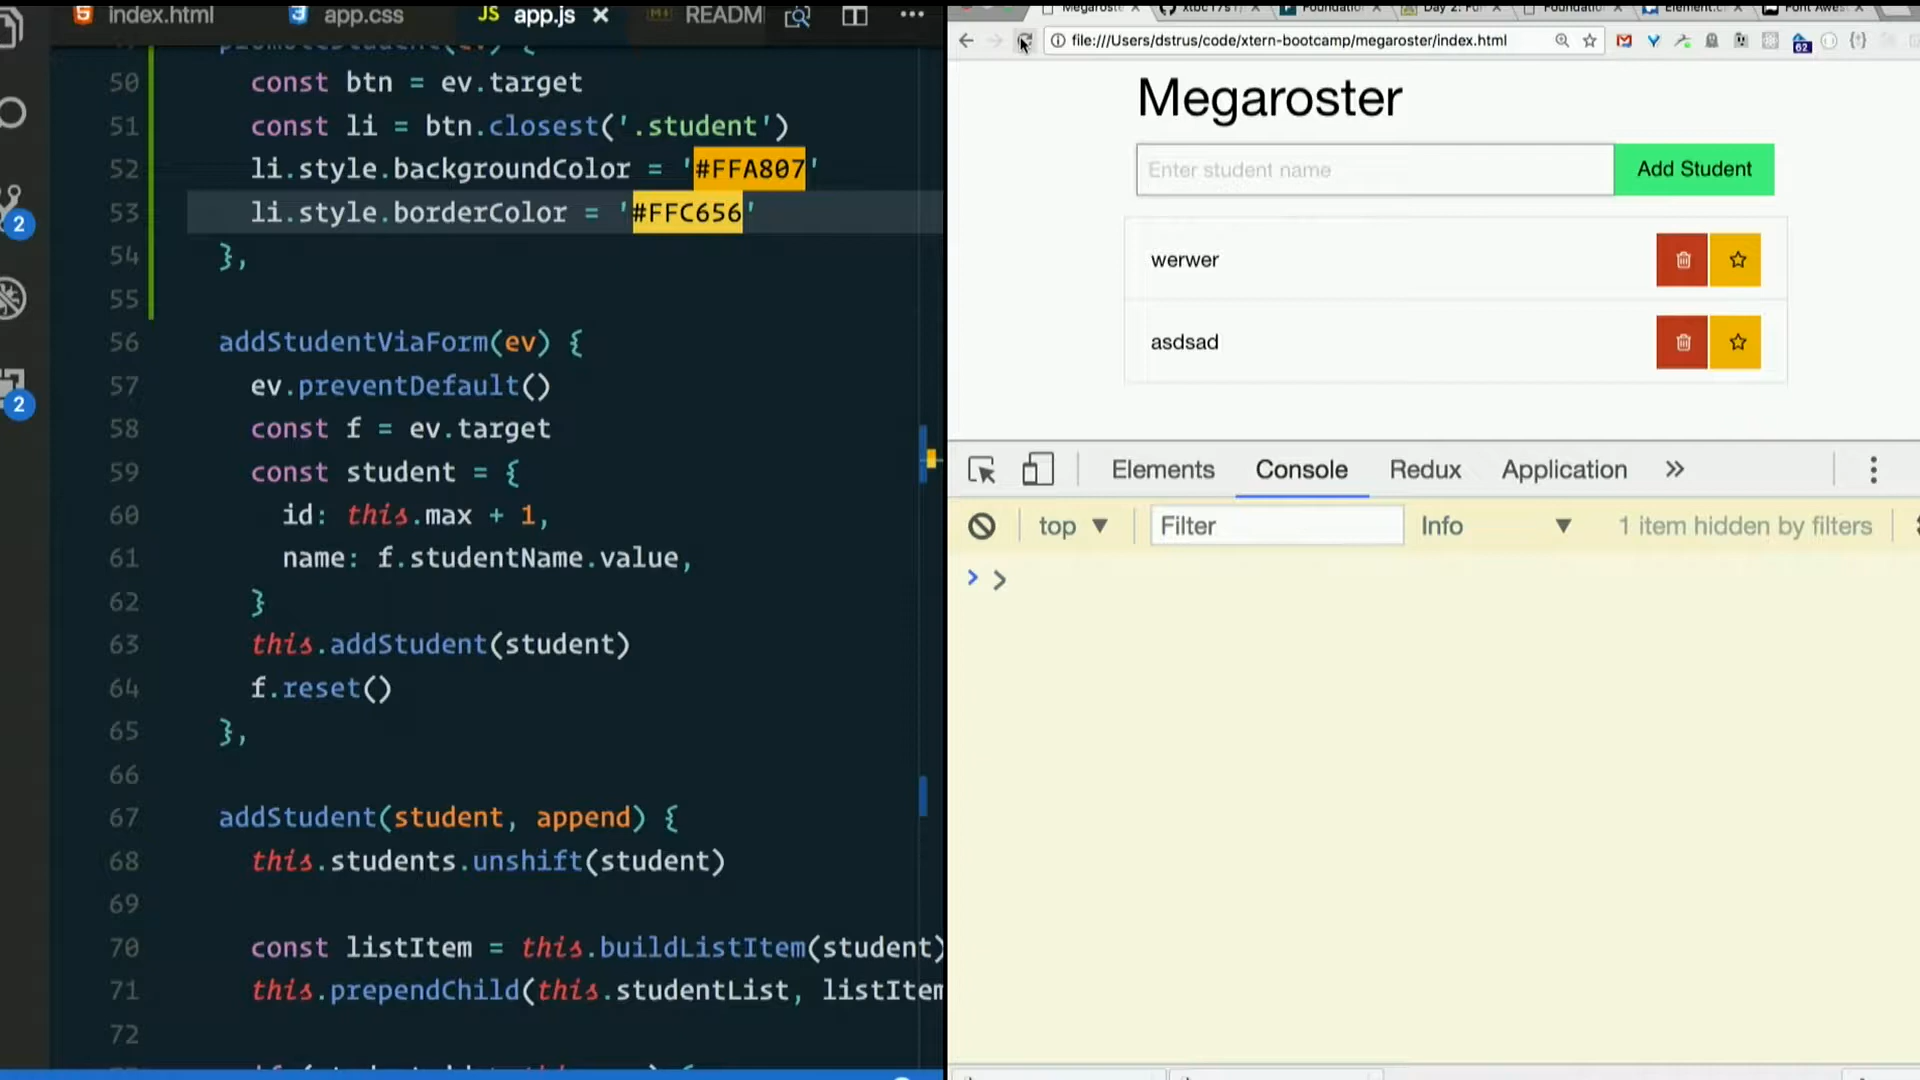 index.html
app.css
JS app.js
READM
50 const btn = ev.target
51 const li = btn.closest('.student')
52 li.style.backgroundColor = '#FFA807'
53 li.style.borderColor = '#FFC656'
54 },
55
56 addStudentViaForm(ev) {
57 ev.preventDefault()
58 const f = ev.target
59 const student = {
60 id: this.max + 1,
61 name: f.studentName.value,
62 }
63 this.addStudent(student)
64 f.reset()
65 },
66
67 addStudent(student, append) {
68 this.students.unshift(student)
69
70 const listItem = this.buildListItem(student)
71 this.prependChild(this.studentList, listItem
72
2
2
Megaroster
file:///Users/dstrus/code/xtern-bootcamp/megaroster/index.html
62
Megaroster
Enter student name
Add Student
werwer
asdsad
Elements Console Redux Application
top Filter Info 1 item hidden by filters